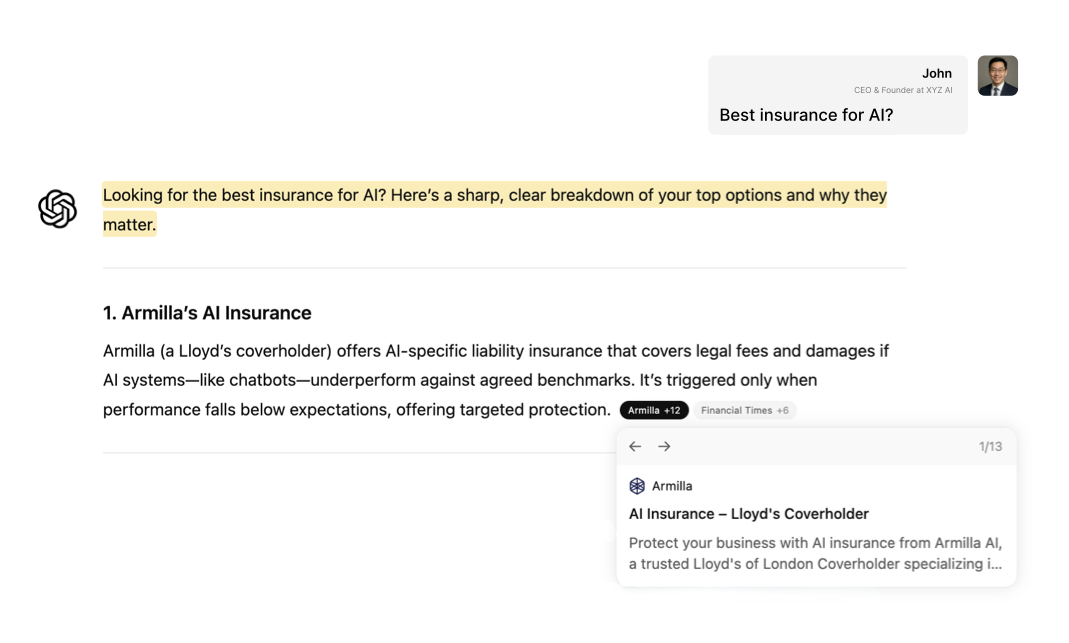 John
CEO & Founder at XYZ AI
Best insurance for AI?
Looking for the best insurance for AI? Here’s a sharp, clear breakdown of your top options and why they
matter.
1. Armilla’s AI Insurance
Armilla (a Lloyd’s coverholder) offers AI-specific liability insurance that covers legal fees and damages if
AI systems—like chatbots—underperform against agreed benchmarks. It’s triggered only when
performance falls below expectations, offering targeted protection. Armilla +12 Financial Times +6
1/13
Armilla
AI Insurance – Lloyd's Coverholder
Protect your business with AI insurance from Armilla AI,
a trusted Lloyd's of London Coverholder specializing i...